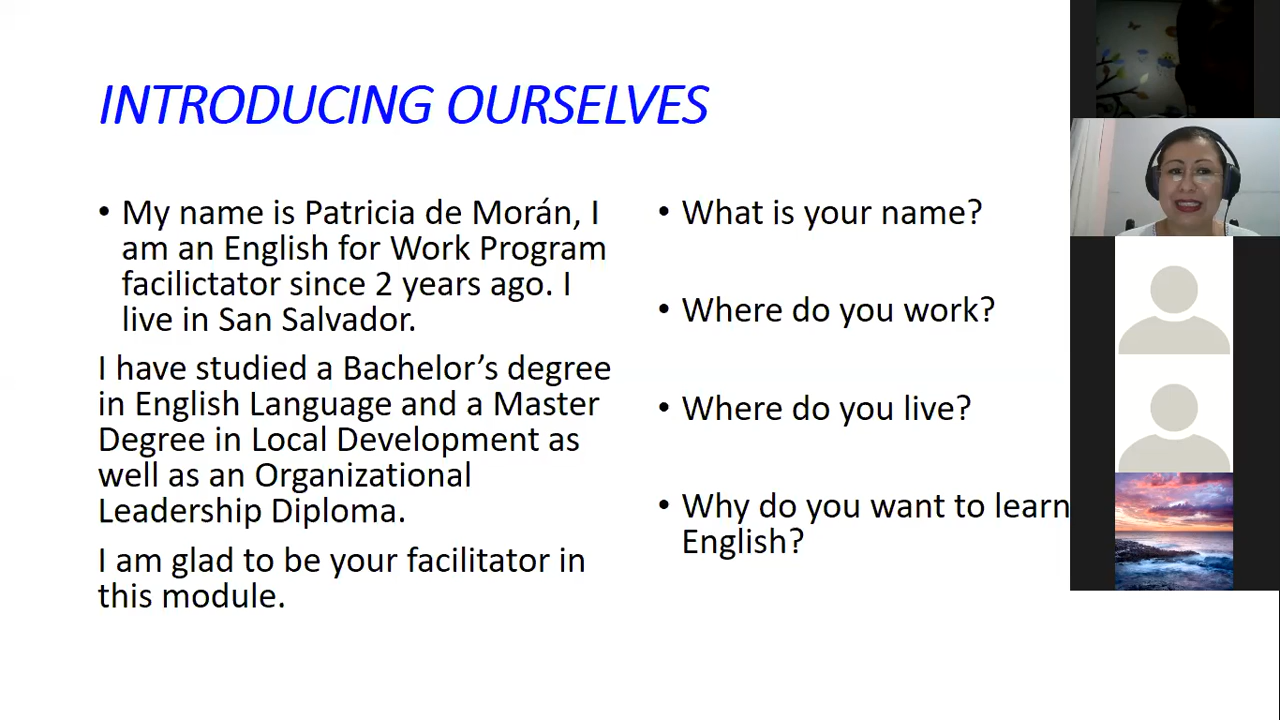 INTRODUCING OURSELVES
• My name is Patricia de Morán, I
am an English for Work Program
facilictator since 2 years ago. I
live in San Salvador.
I have studied a Bachelor’s degree
in English Language and a Master
Degree in Local Development as
well as an Organizational
Leadership Diploma.
I am glad to be your facilitator in
this module.
• What is your name?
• Where do you work?
• Where do you live?
• Why do you want to learn
English?